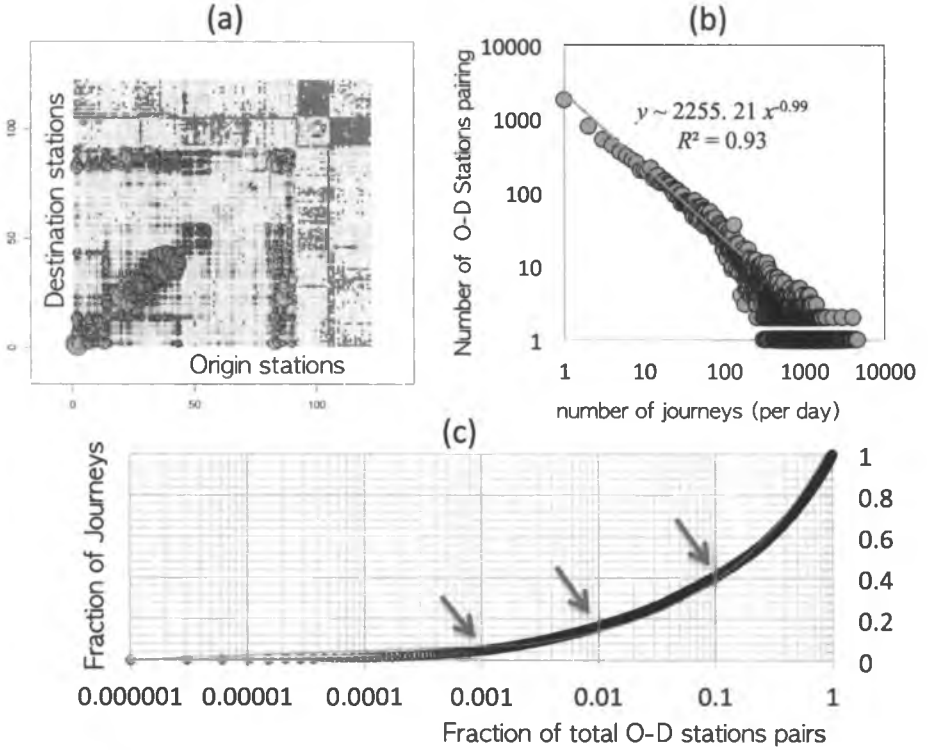 (a)
Destination stations
100
50
0
Origin stations
0
50
100
(b)
Number of O-D Stations pairing
10000
1000
100
10
1
y ~ 2255. 21 x^-0.99
R² = 0.93
1
10
100
1000
10000
number of journeys (per day)
(c)
Fraction of Journeys
1
0.8
0.6
0.4
0.2
0
0.000001
0.00001
0.0001
0.001
0.01
0.1
1
Fraction of total O-D stations pairs